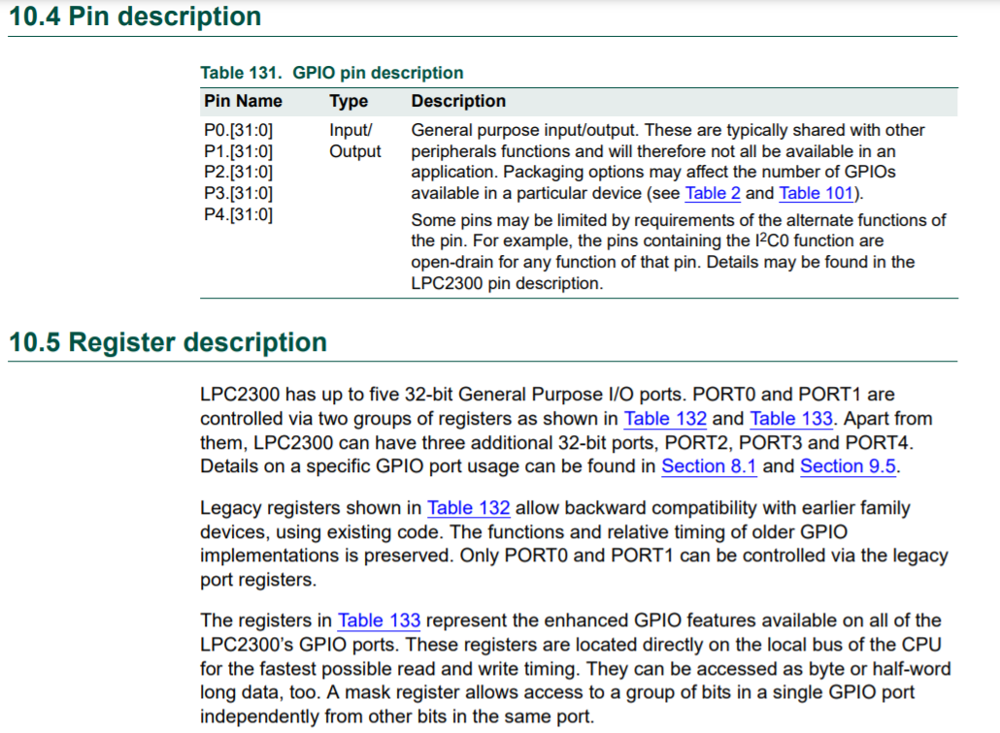 10.4 Pin description
Table 131. GPIO pin description
Pin Name Type Description
P0.[31:0] Input/ General purpose input/output. These are typically shared with other
P1.[31:0] Output peripherals functions and will therefore not all be available in an
P2.[31:0] application. Packaging options may affect the number of GPIOs
P3.[31:0] available in a particular device (see Table 2 and Table 101).
P4.[31:0] Some pins may be limited by requirements of the alternate functions of
the pin. For example, the pins containing the I²C0 function are
open-drain for any function of that pin. Details may be found in the
LPC2300 pin description.
10.5 Register description
LPC2300 has up to five 32-bit General Purpose I/O ports. PORT0 and PORT1 are
controlled via two groups of registers as shown in Table 132 and Table 133. Apart from
them, LPC2300 can have three additional 32-bit ports, PORT2, PORT3 and PORT4.
Details on a specific GPIO port usage can be found in Section 8.1 and Section 9.5.
Legacy registers shown in Table 132 allow backward compatibility with earlier family
devices, using existing code. The functions and relative timing of older GPIO
implementations is preserved. Only PORT0 and PORT1 can be controlled via the legacy
port registers.
The registers in Table 133 represent the enhanced GPIO features available on all of the
LPC2300's GPIO ports. These registers are located directly on the local bus of the CPU
for the fastest possible read and write timing. They can be accessed as byte or half-word
long data, too. A mask register allows access to a group of bits in a single GPIO port
independently from other bits in the same port.